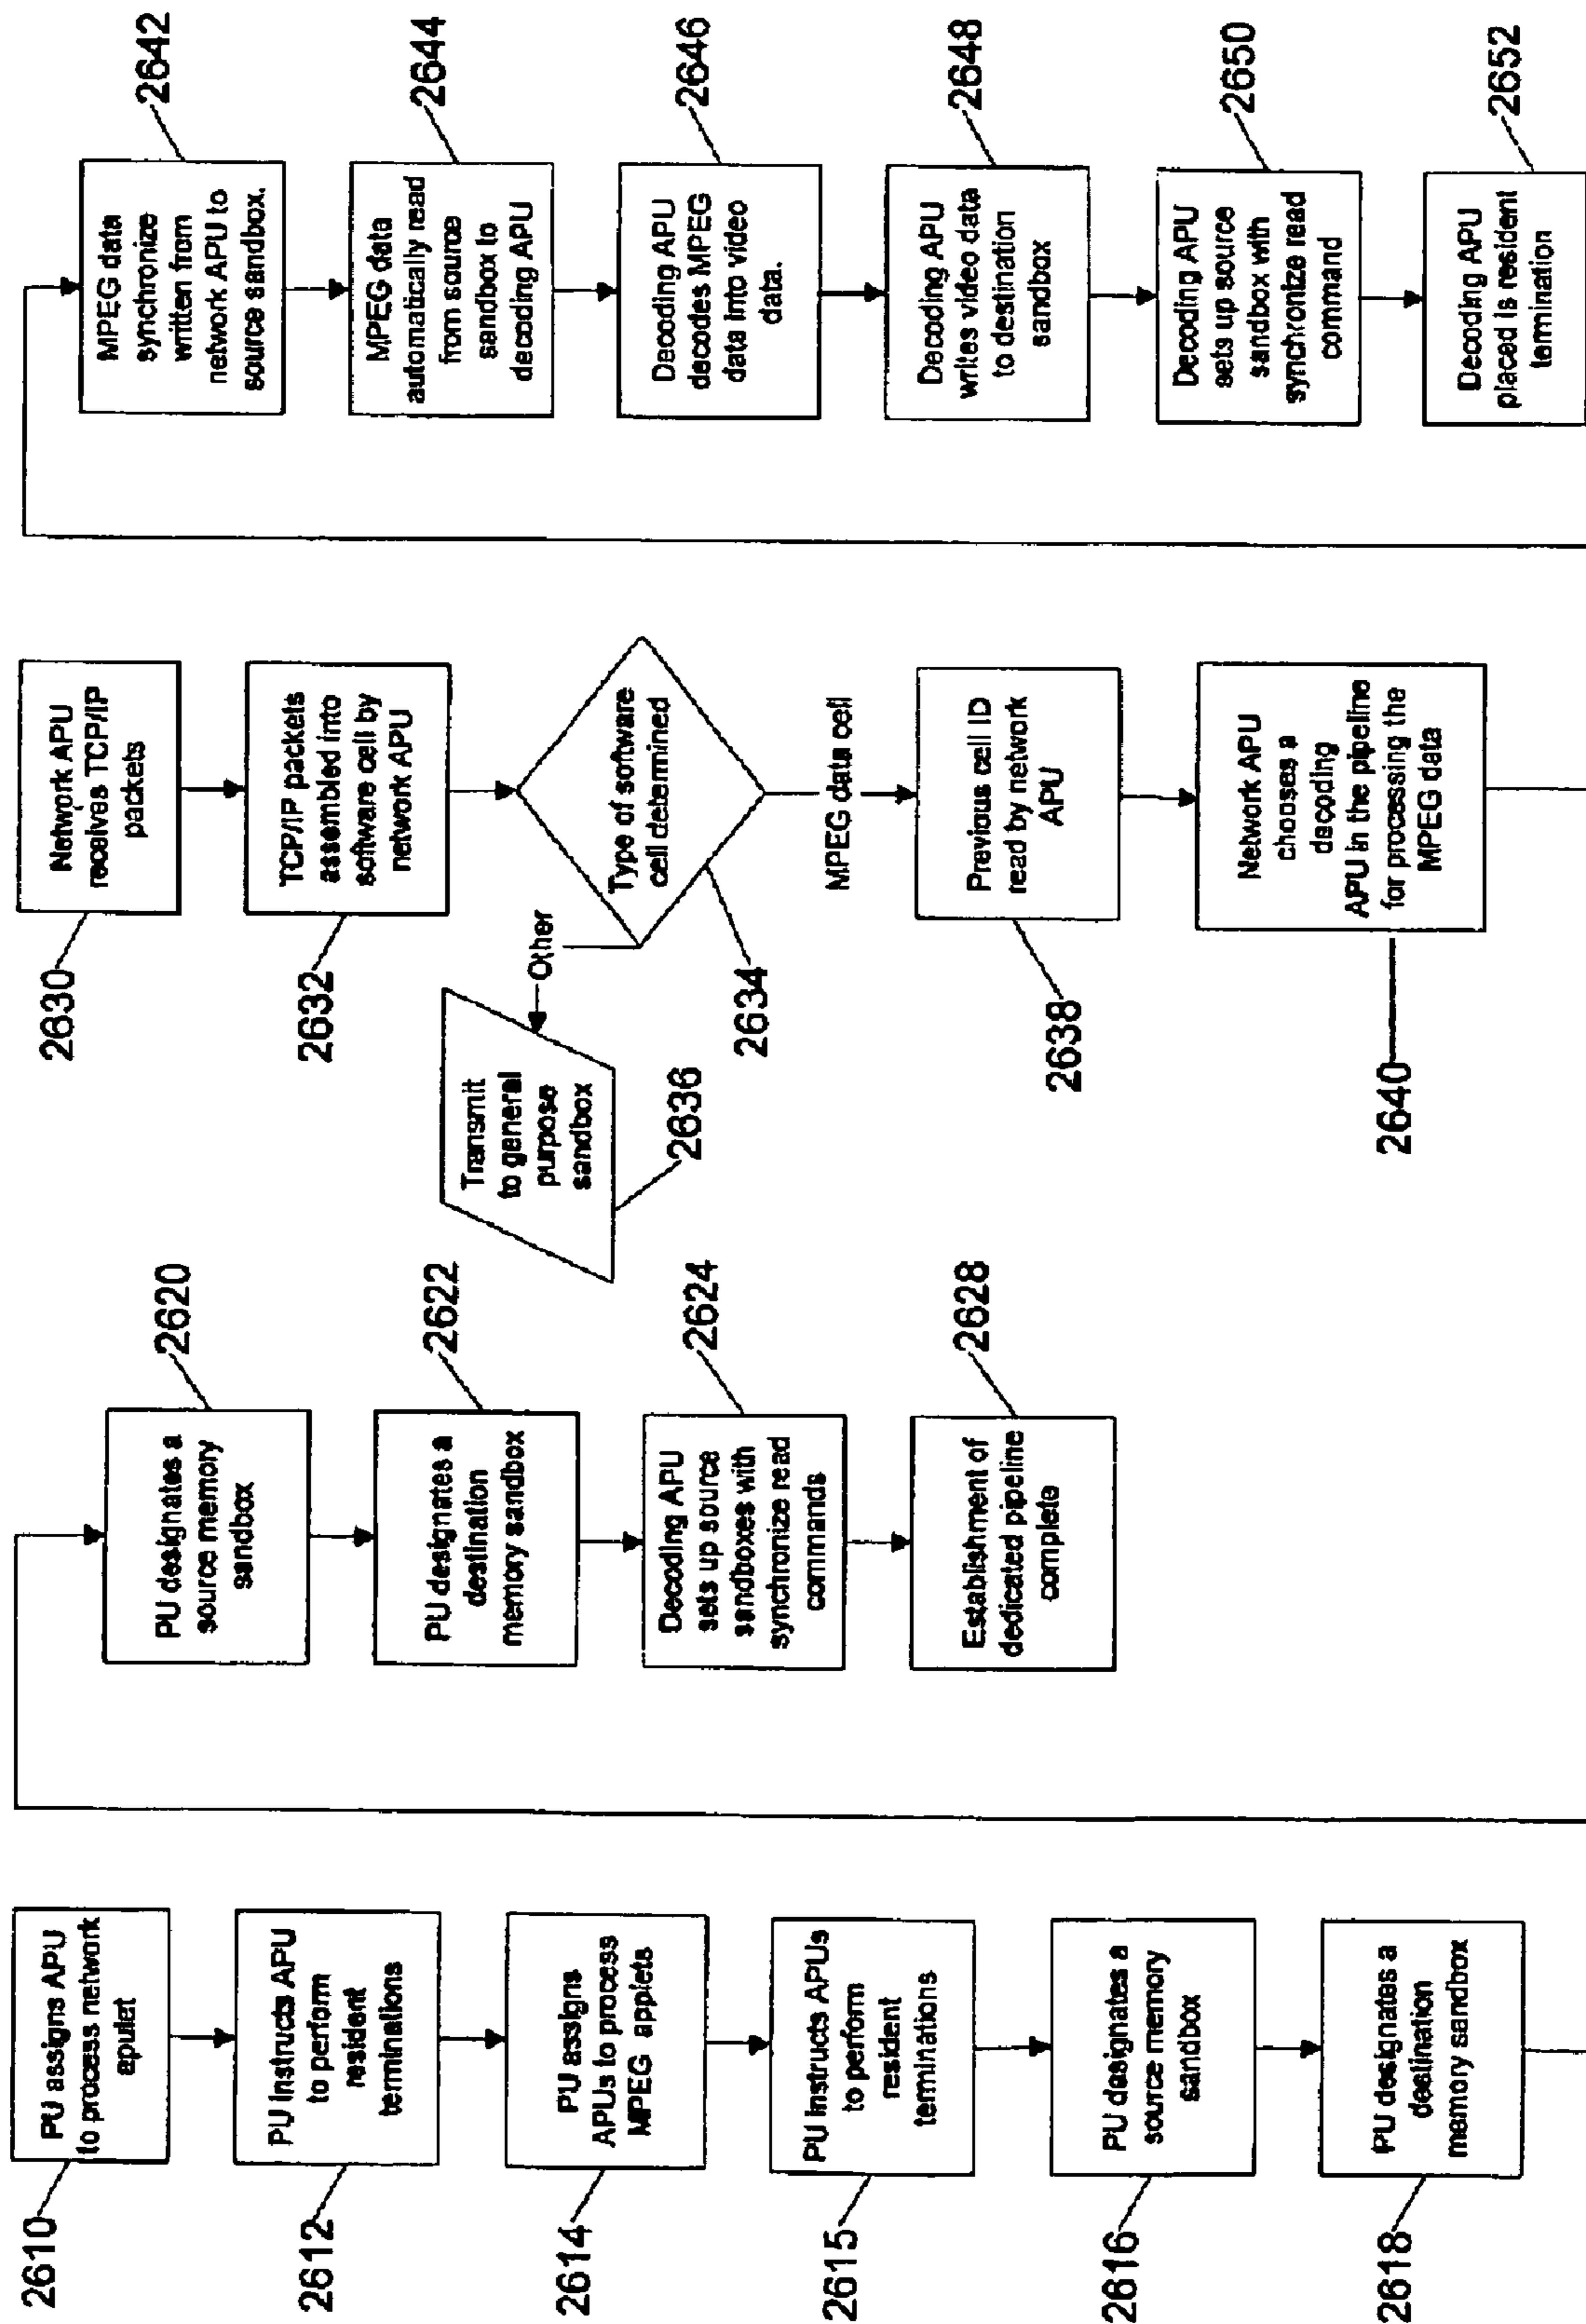 2610
PU assigns APU
to process network
apulet
2612
PU instructs APU
to perform
resident
terminations
2614
PU assigns
APUs to process
MPEG applets
2615
PU instructs APUs
to perform
resident
terminations
2616
PU designates a
source memory
sandbox
2618
PU designates a
destination
memory sandbox
2620
PU designates a
source memory
sandbox
2622
PU designates a
destination
memory sandbox
2624
Decoding APU
sets up source
sandboxes with
synchronize read
commands
2628
Establishment of
dedicated pipeline
complete
2630
Network APU
receives TCP/IP
packets
2632
TCP/IP packets
assembled into
software cell by
network APU
2634
Type of software
cell determined
Other
2636
Transmit
to general
purpose
sandbox
MPEG data cell
2638
Previous cell ID
read by network
APU
2640
Network APU
chooses a
decoding
APU in the pipeline
for processing the
MPEG data
2642
MPEG data
synchronize
written from
network APU to
source sandbox.
2644
MPEG data
automatically read
from source
sandbox to
decoding APU
2646
Decoding APU
decodes MPEG
data into video
data.
2648
Decoding APU
writes video data
to destination
sandbox
2650
Decoding APU
sets up source
sandbox with
synchronize read
command
2652
Decoding APU
placed is resident
termination